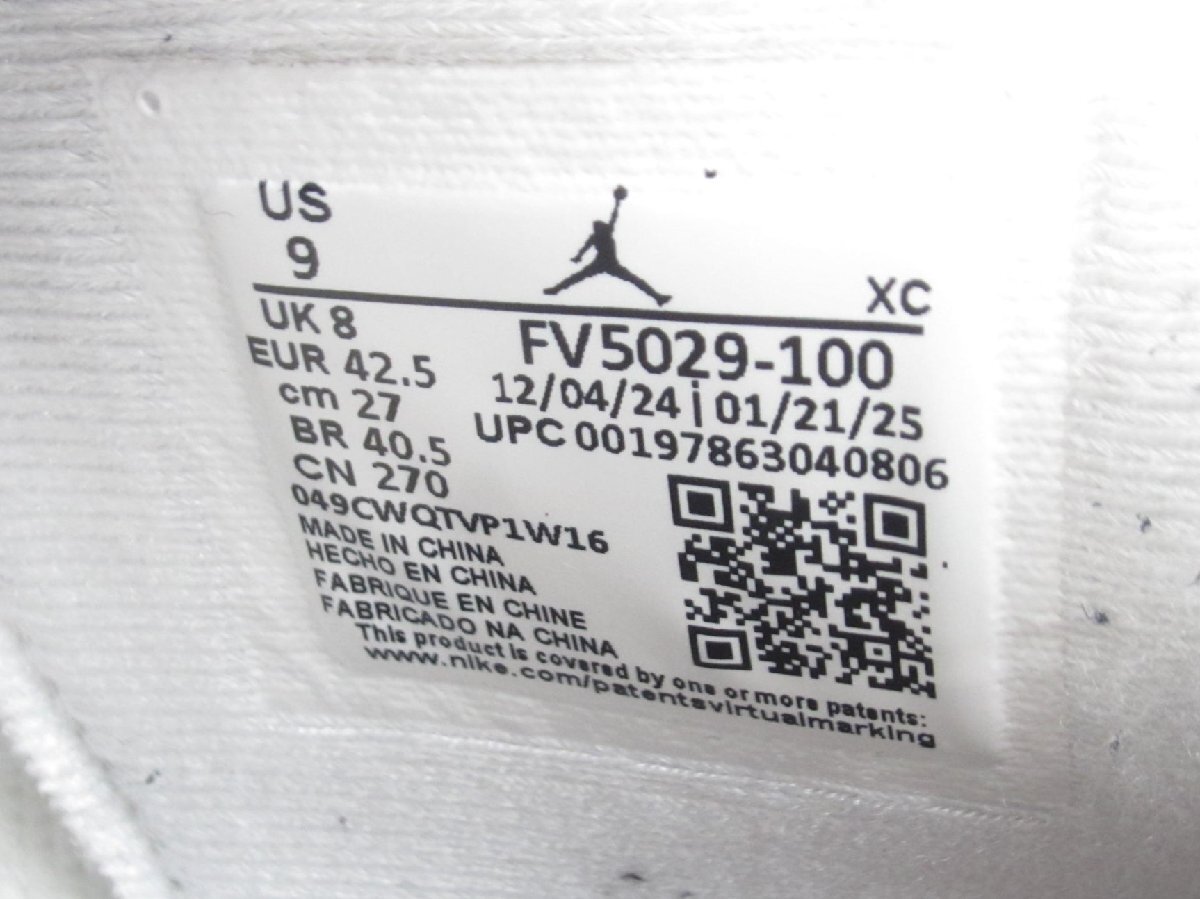 US
9
XC
UK 8
EUR 42.5
cm 27
BR 40.5
CN 270
FV5029-100
12/04/24 | 01/21/25
UPC 00197863040806
049CWQTVP1W16
MADE IN CHINA
HECHO EN CHINA
FABRIQUE EN CHINE
FABRICADO NA CHINA
This product is covered by one or more patents:
www.nike.com/patentsvirtualmarking